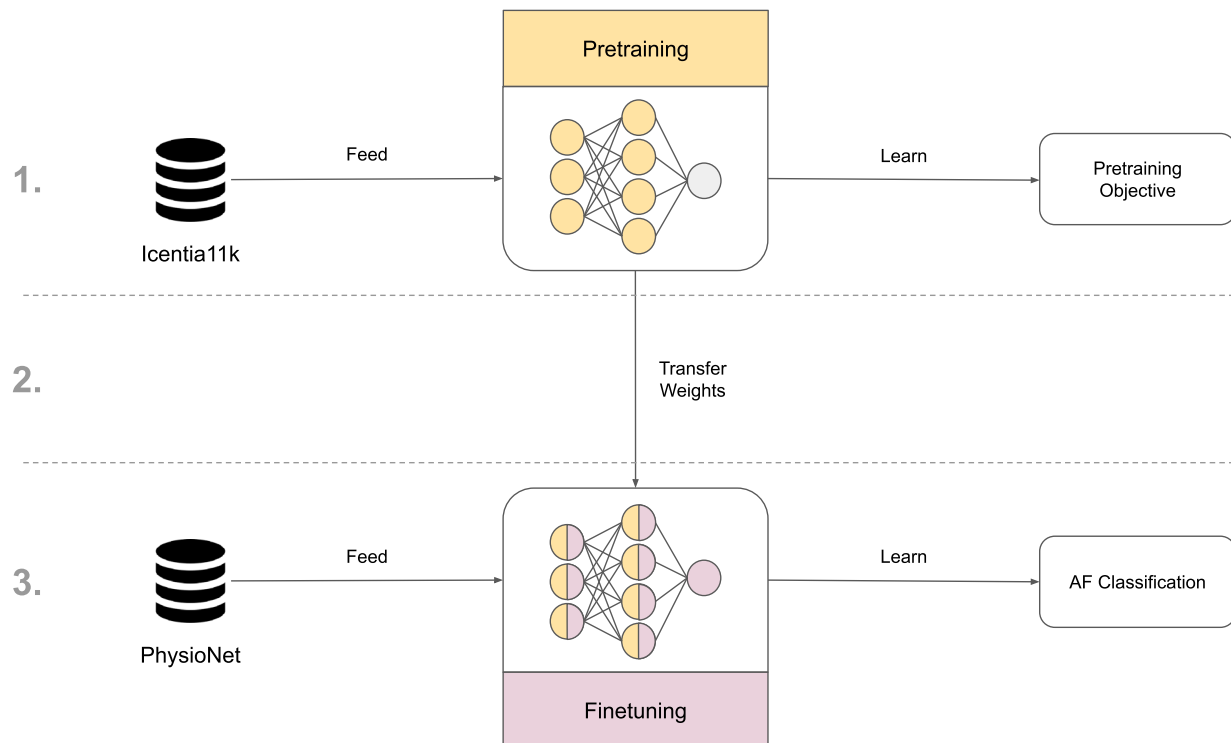 Pretraining
1.
Feed
Learn
Pretraining
Objective
Icentia11k
2.
Transfer
Weights
3.
Feed
Learn
AF Classification
PhysioNet
Finetuning